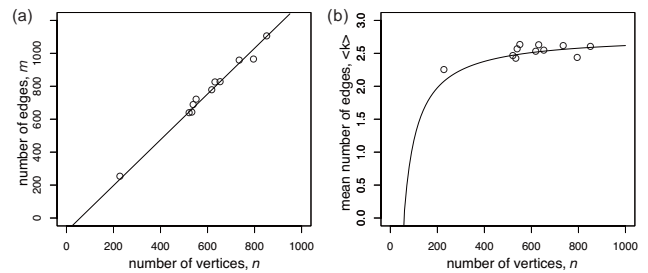 (a)
number of edges, m
0 200 400 600 800 1000
0 200 400 600 800 1000
number of vertices, n
(b)
mean number of edges, <k>
0.0 0.5 1.0 1.5 2.0 2.5 3.0
0 200 400 600 800 1000
number of vertices, n